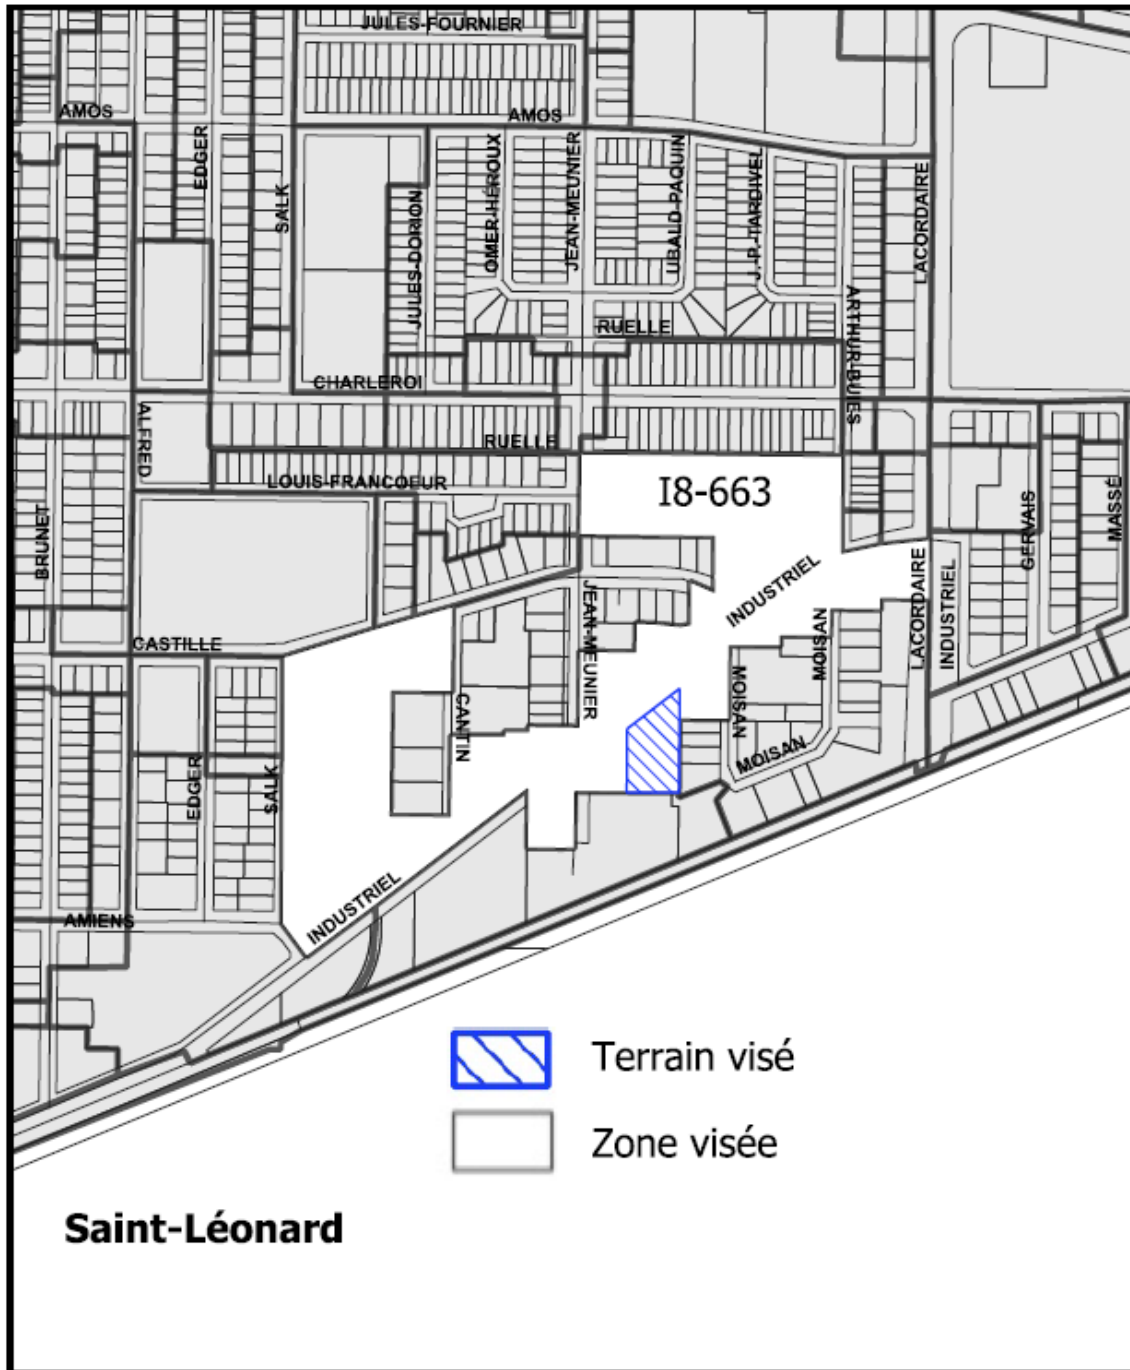 JULES-FOURNIER
AMOS
AMOS
EDGER
SALK
JULES-DORION
OMER-HÉROUX
JEAN-MEUNIER
UBALD-PAQUIN
J.-P.-TARDIVEL
LACORDAIRE
ARTHUR-BUIES
RUELLE
CHARLEROI
ALFRED
RUELLE
LOUIS-FRANCOEUR
I8-663
BRUNET
GERVAIS
MASSÉ
INDUSTRIEL
JEAN-MEUNIER
MOISAN
LACORDAIRE
INDUSTRIEL
CASTILLE
CANTIN
MOISAN
MOISAN
EDGER
SALK
INDUSTRIEL
AMIENS
Terrain visé
Zone visée
Saint-Léonard